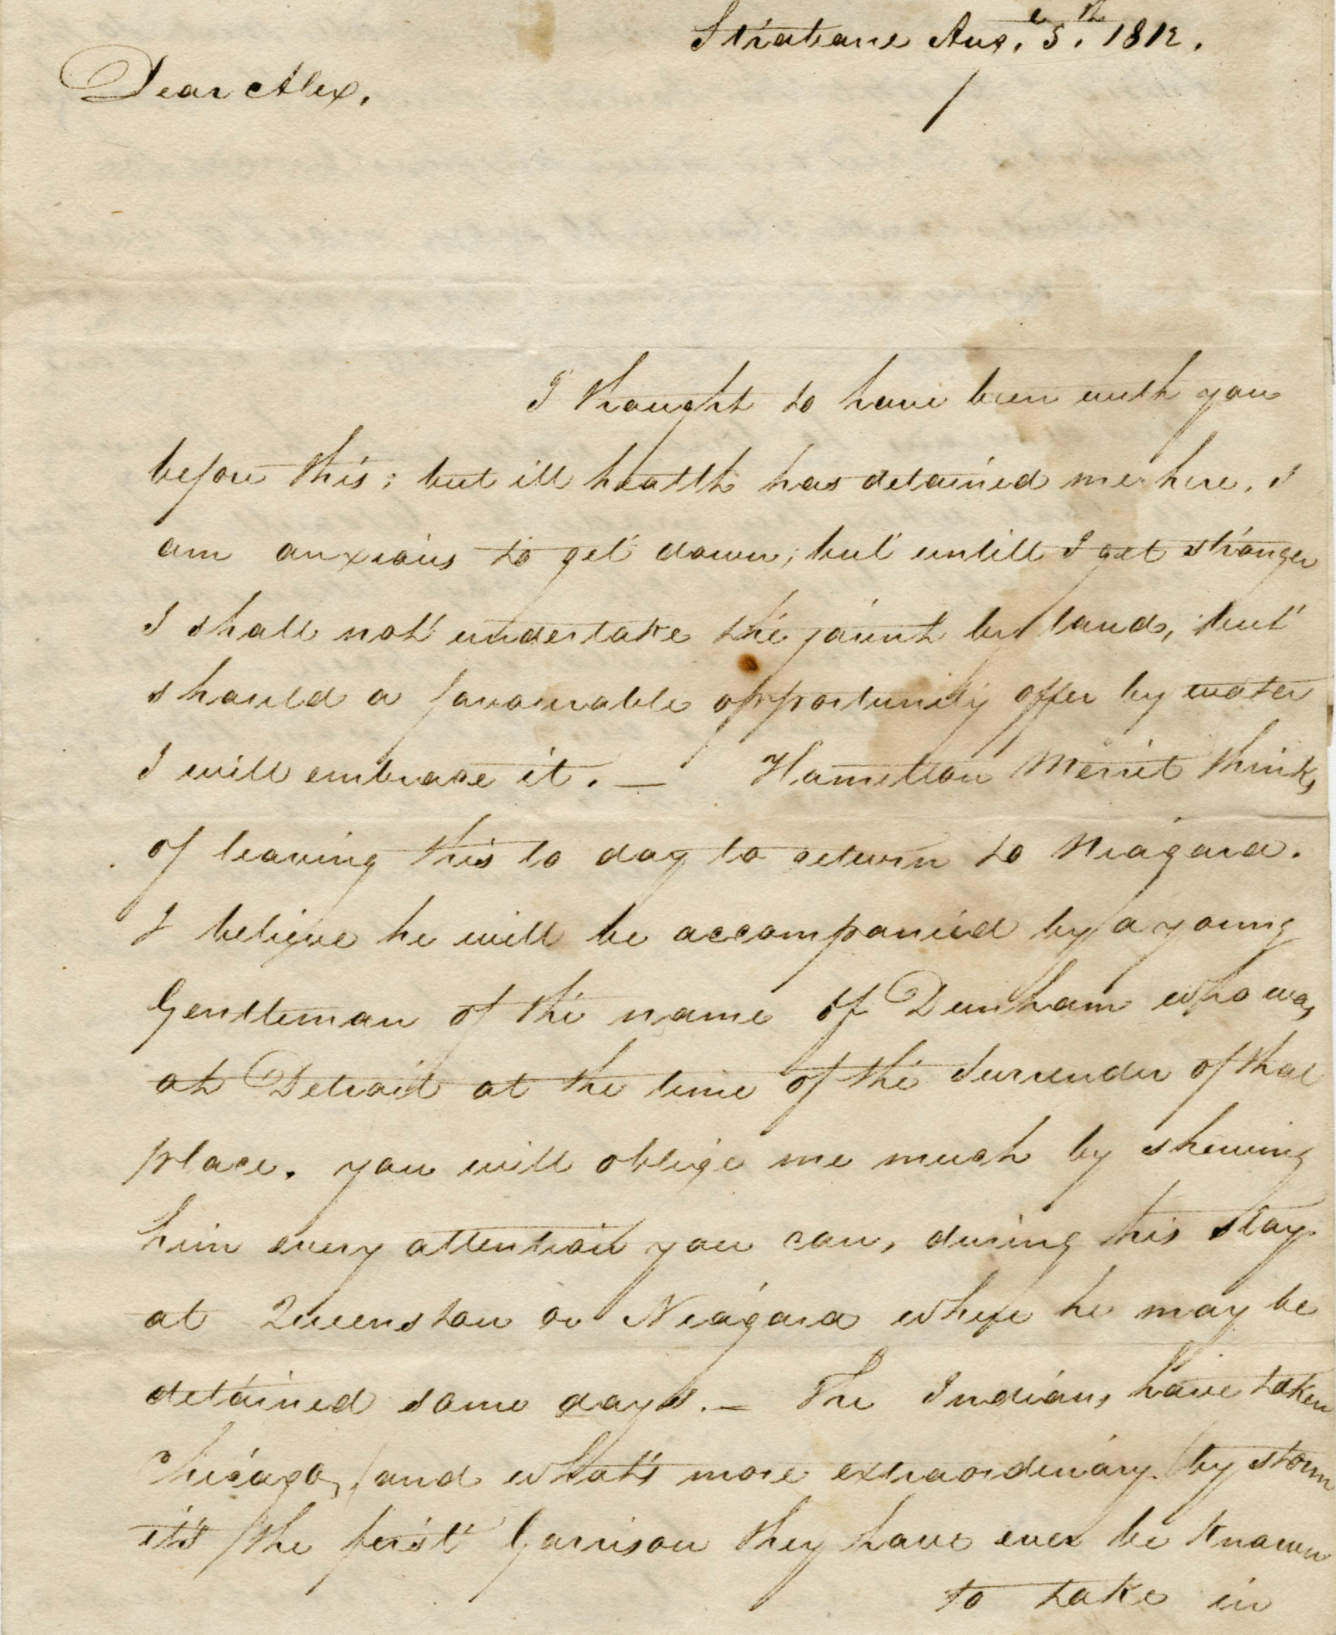 Strabane Aug. 5.th 1812.
Dear Alex,
I thought to have been with you
before this; but ill health has detained me here. I
am anxious to get down, but untill I get stronger
I shall not undertake the jaunt by land, but
should a favourable opportunity offer by water
I will embrace it. — Hamelton Merrit thinks
of leaving this to day to return to Niagara.
I believe he will be accompanied by a young
Gentleman of the name of Dunham who was
at Detroit at the time of the Surrender of that
place. you will oblige me much by shewing
him every attention you can, during his stay
at Queenston or Niagara where he may be
detained some days. — The Indians have taken
Chicago, (and what's more extraordinary) by storm
it's the first Garrison they have ever be known
to take in